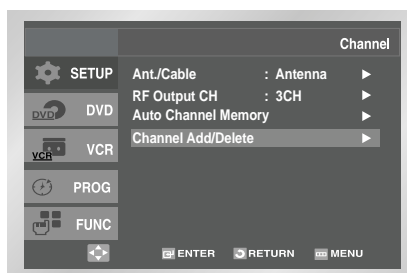 Channel
SETUP
Ant./Cable : Antenna
RF Output CH : 3CH
Auto Channel Memory
Channel Add/Delete
DVD DVD
VCR VCR
PROG
FUNC
ENTER RETURN MENU